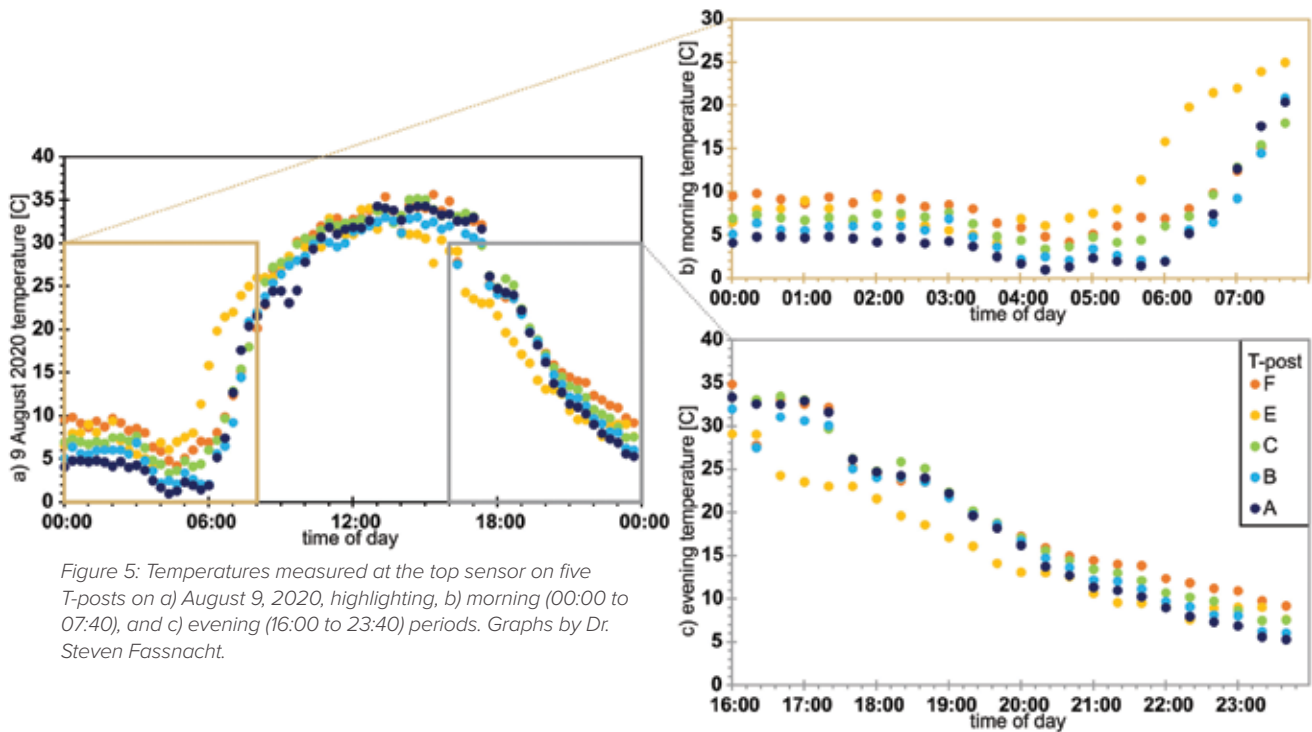 a) 9 August 2020 temperature [C]
40
35
30
25
20
15
10
5
0
00:00 06:00 12:00 18:00 00:00
time of day
Figure 5: Temperatures measured at the top sensor on five
T-posts on a) August 9, 2020, highlighting, b) morning (00:00 to
07:40), and c) evening (16:00 to 23:40) periods. Graphs by Dr.
Steven Fassnacht.
b) morning temperature [C]
30
25
20
15
10
5
0
00:00 01:00 02:00 03:00 04:00 05:00 06:00 07:00
time of day
c) evening temperature [C]
40
35
30
25
20
15
10
5
0
16:00 17:00 18:00 19:00 20:00 21:00 22:00 23:00
time of day
T-post
F
E
C
B
A